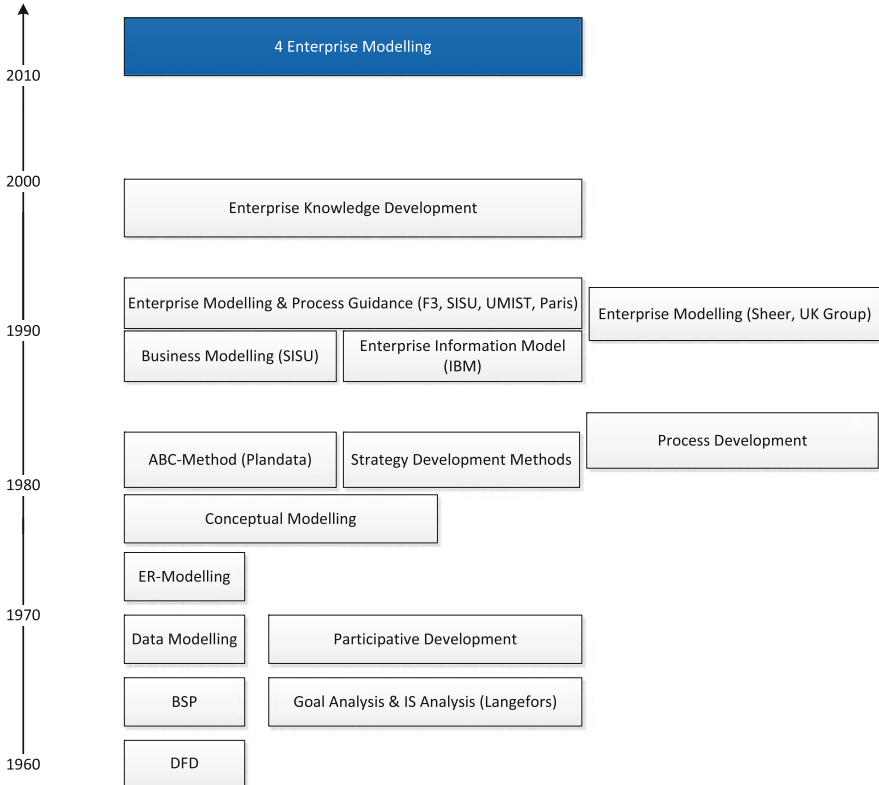 4 Enterprise Modelling
2010
2000
Enterprise Knowledge Development
Enterprise Modelling & Process Guidance (F3, SISU, UMIST, Paris)
Enterprise Modelling (Sheer, UK Group)
1990
Business Modelling (SISU)
Enterprise Information Model
(IBM)
Process Development
ABC-Method (Plandata)
Strategy Development Methods
1980
Conceptual Modelling
ER-Modelling
1970
Data Modelling
Participative Development
BSP
Goal Analysis & IS Analysis (Langefors)
1960
DFD